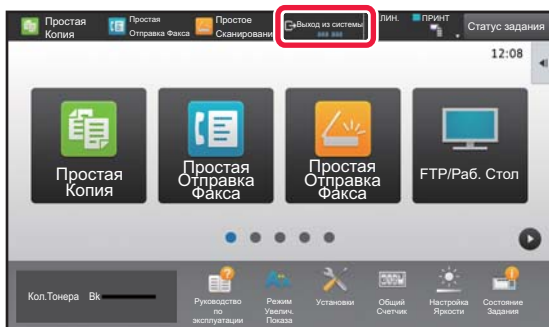 Простая
Копия
Простая
Отправка Факса
Простое
Сканировани
Выход из системы
ЛИН.
ПРИНТ
Статус задания
12:08
Простая
Копия
Простая
Отправка
Факса
Простая
Отправка
Факса
FTP/Раб. Стол
Кол.Тонера Bk
Руководство
по
эксплуатации
Режим
Увелич.
Показа
Установки
Общий
Счетчик
Настройка
Яркости
Состояние
Задания